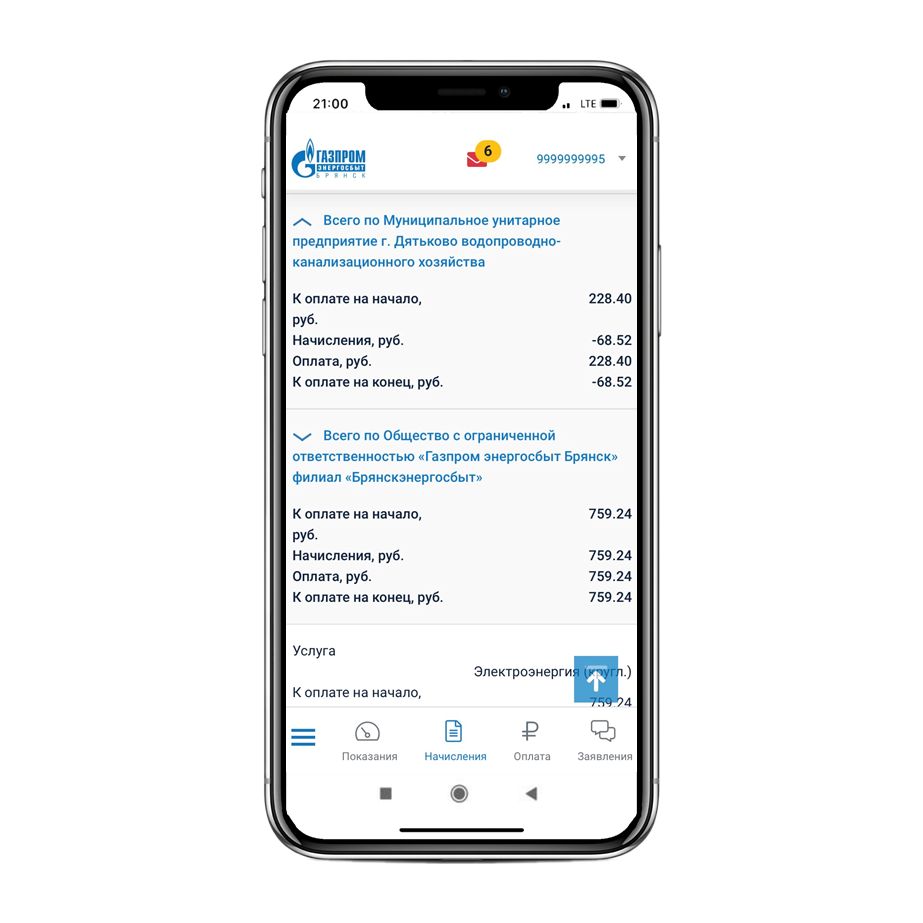 21:00
LTE
ГАЗПРОМ
ЭНЕРГОСБЫТ
БРЯНСК
6
9999999995
Всего по Муниципальное унитарное
предприятие г. Дятьково водопроводно-
канализационного хозяйства
К оплате на начало, 228.40
руб.
Начисления, руб. -68.52
Оплата, руб. 228.40
К оплате на конец, руб. -68.52
Всего по Общество с ограниченной
ответственностью «Газпром энергосбыт Брянск»
филиал «Брянскэнергосбыт»
К оплате на начало, 759.24
руб.
Начисления, руб. 759.24
Оплата, руб. 759.24
К оплате на конец, руб. 759.24
Услуга
Электроэнергия (кругл.)
К оплате на начало, 759.24
Показания Начисления Оплата Заявления